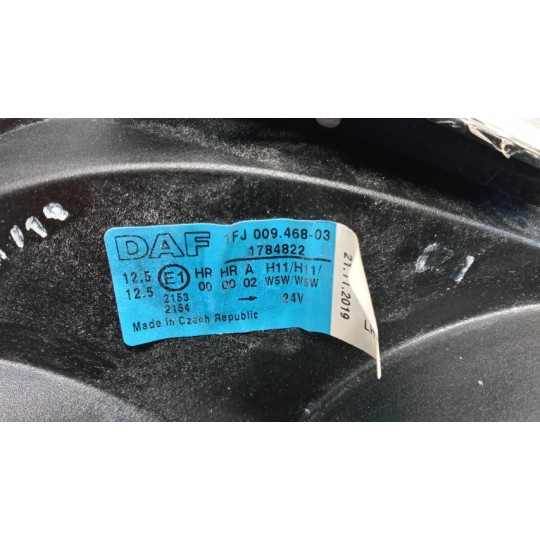 DAF FJ 009.468-03
1784822
12.5 E1 HR HR A H11/H11/
12.5 00 00 02 W5W/W5W
2153 → 24V
2154
Made in Czech Republic
21.11.2019